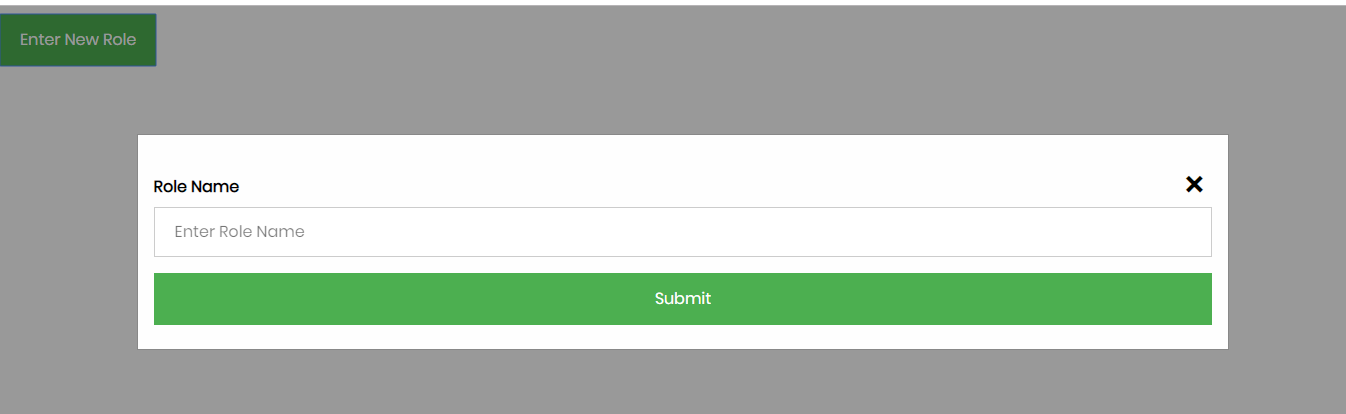 Enter New Role
Role Name
×
Enter Role Name
Submit